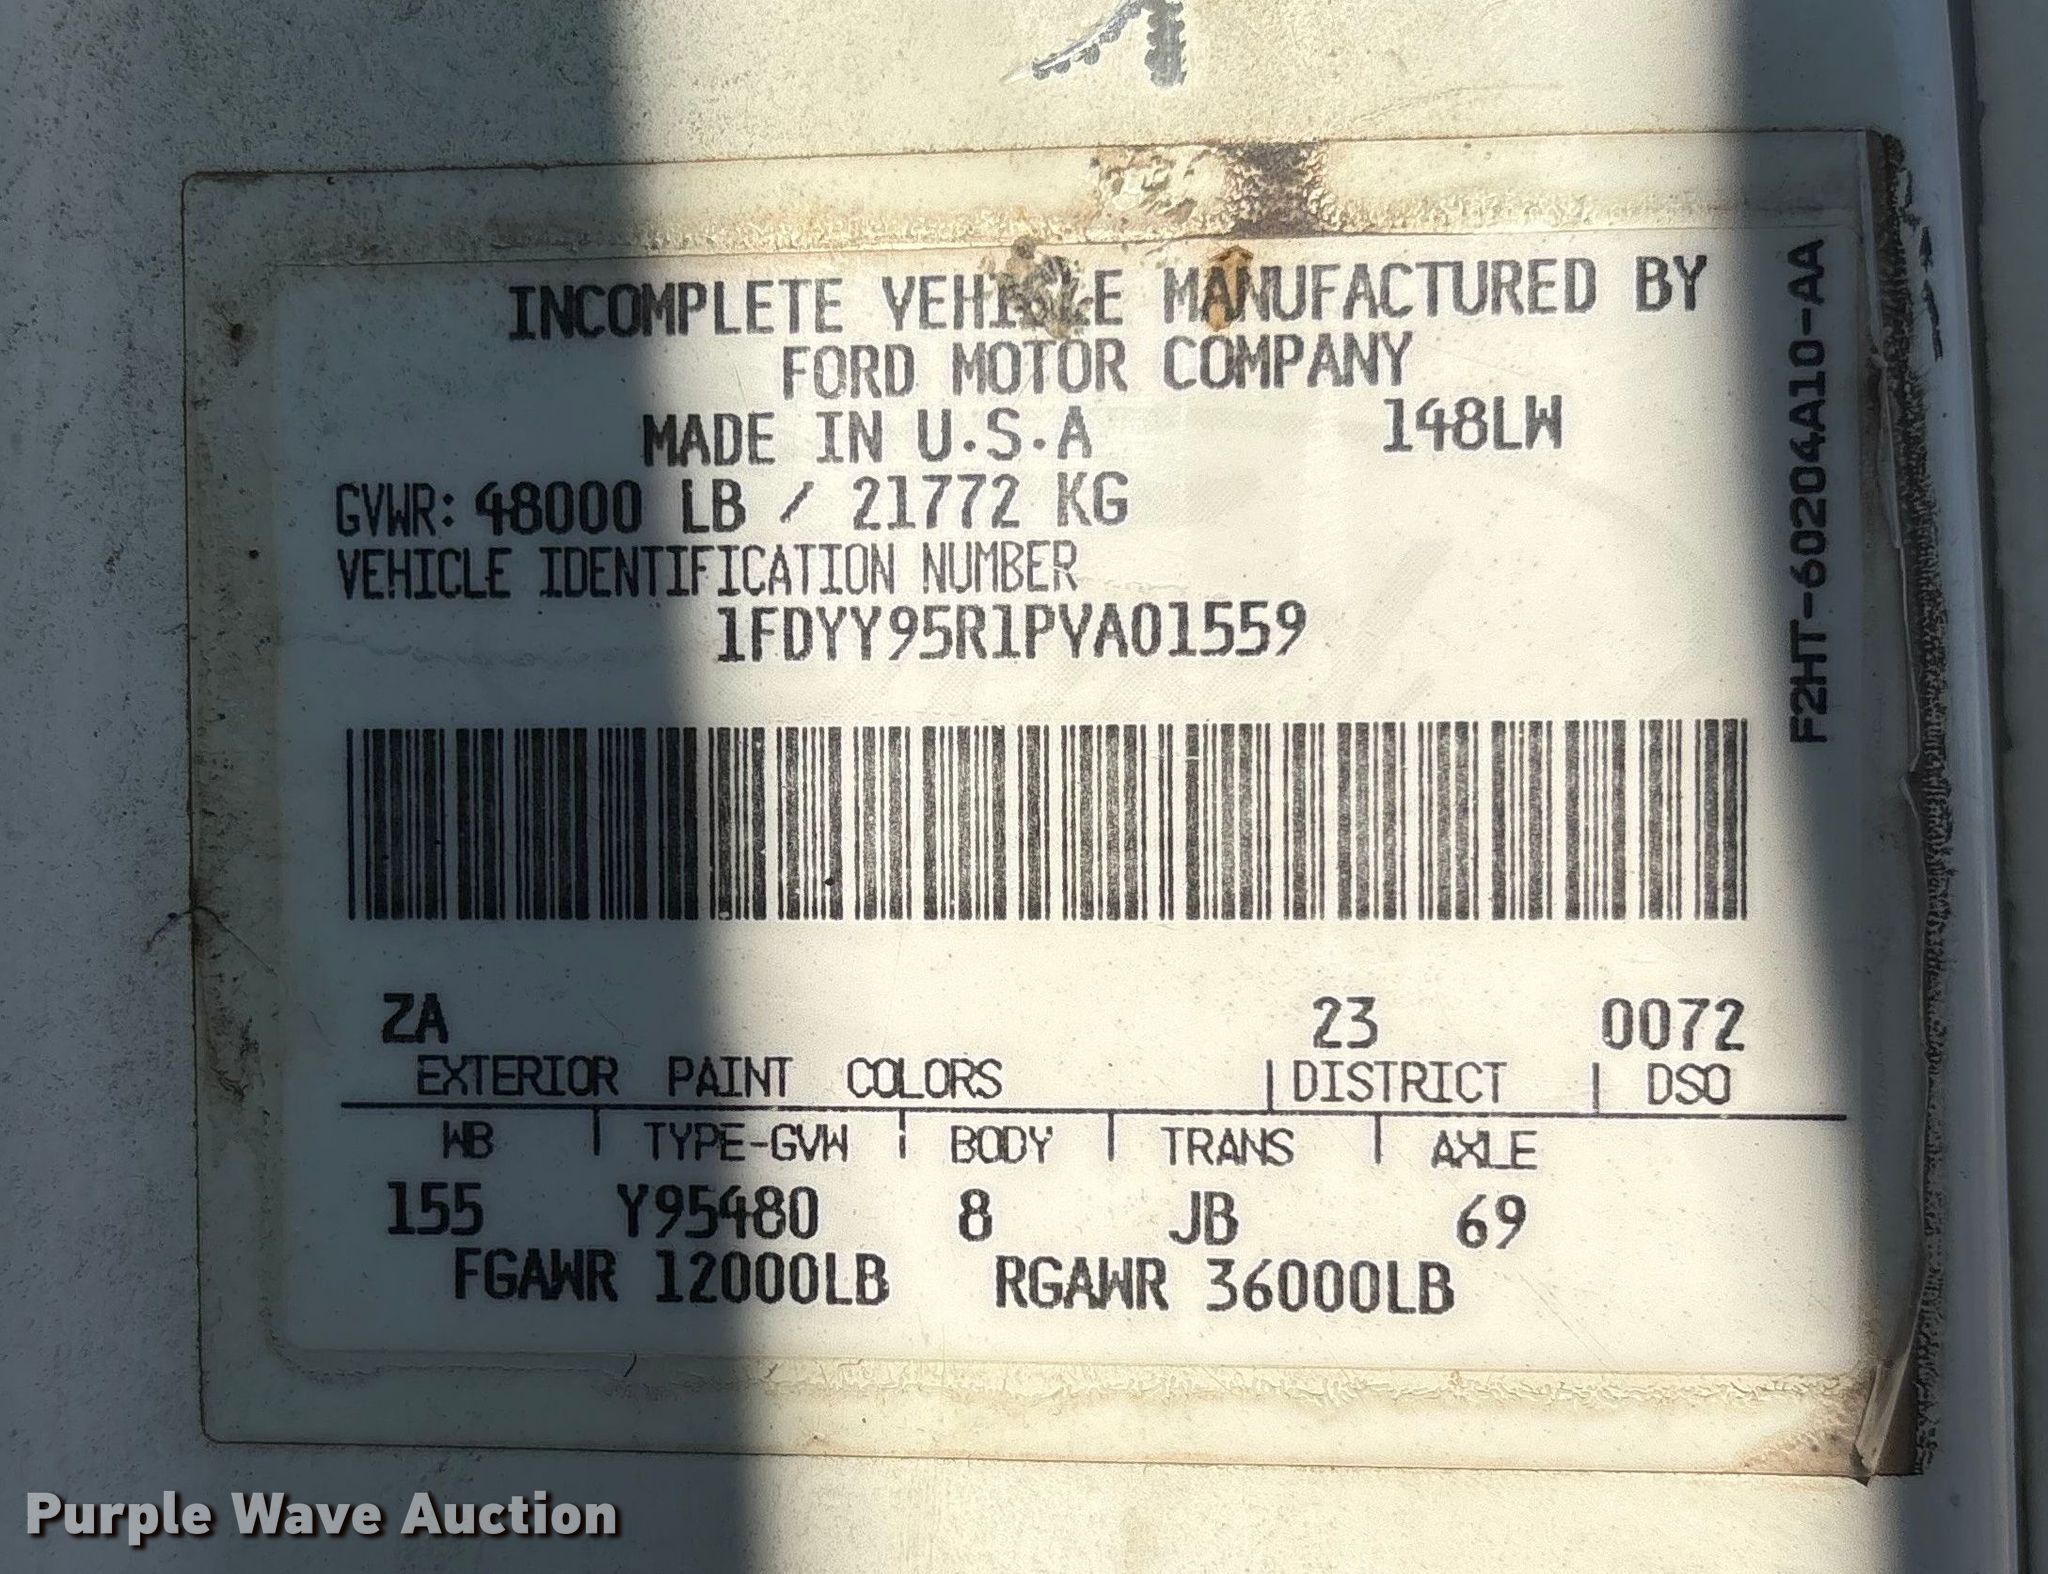 INCOMPLETE VEHICLE MANUFACTURED BY
FORD MOTOR COMPANY
MADE IN U.S.A 148LW
GVWR: 48000 LB / 21772 KG
VEHICLE IDENTIFICATION NUMBER
1FDYY95R1PVA01559
F2HT-60204A10-AA
ZA 23 0072
EXTERIOR PAINT COLORS | DISTRICT | DSO
WB | TYPE-GVW | BODY | TRANS | AXLE
155 Y95480 8 JB 69
FGAWR 12000LB RGAWR 36000LB
Purple Wave Auction